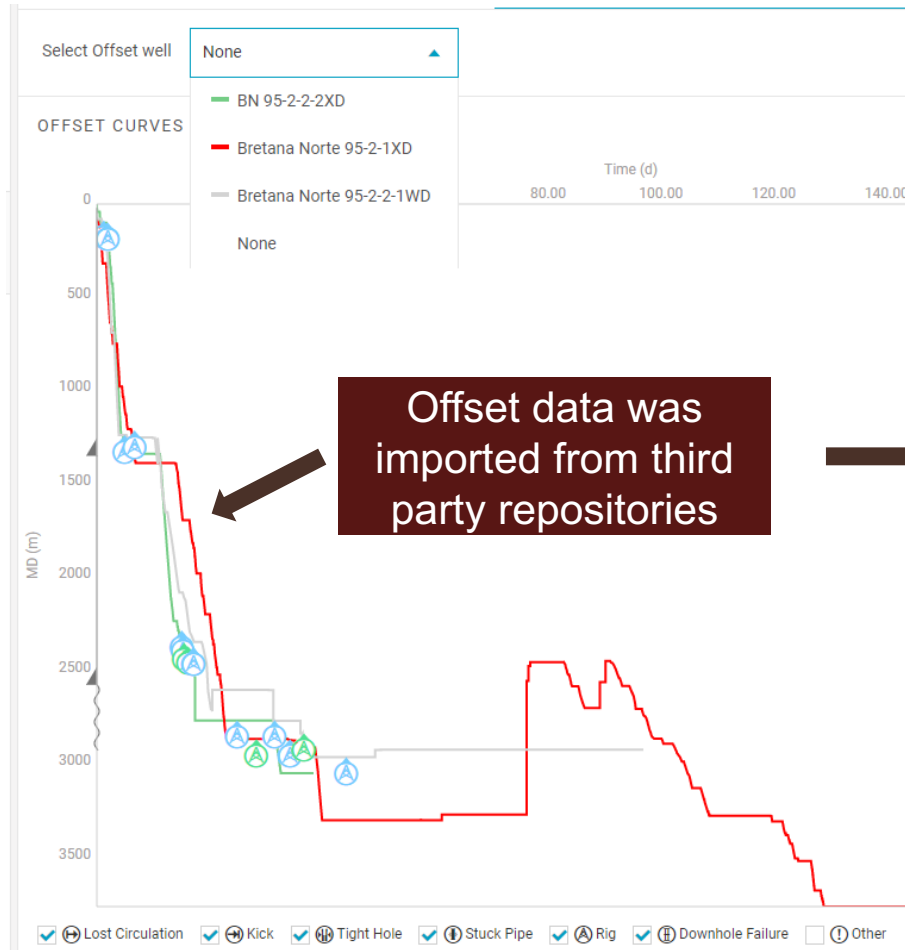 Select Offset well
None
BN 95-2-2-2XD
OFFSET CURVES
Bretana Norte 95-2-1XD
Bretana Norte 95-2-2-1WD
None
Time (d)
80.00 100.00 120.00 140.00
0
500
1000
1500
2000
2500
3000
3500
MD (m)
Offset data was
imported from third
party repositories
Lost Circulation Kick Tight Hole Stuck Pipe Rig Downhole Failure Other